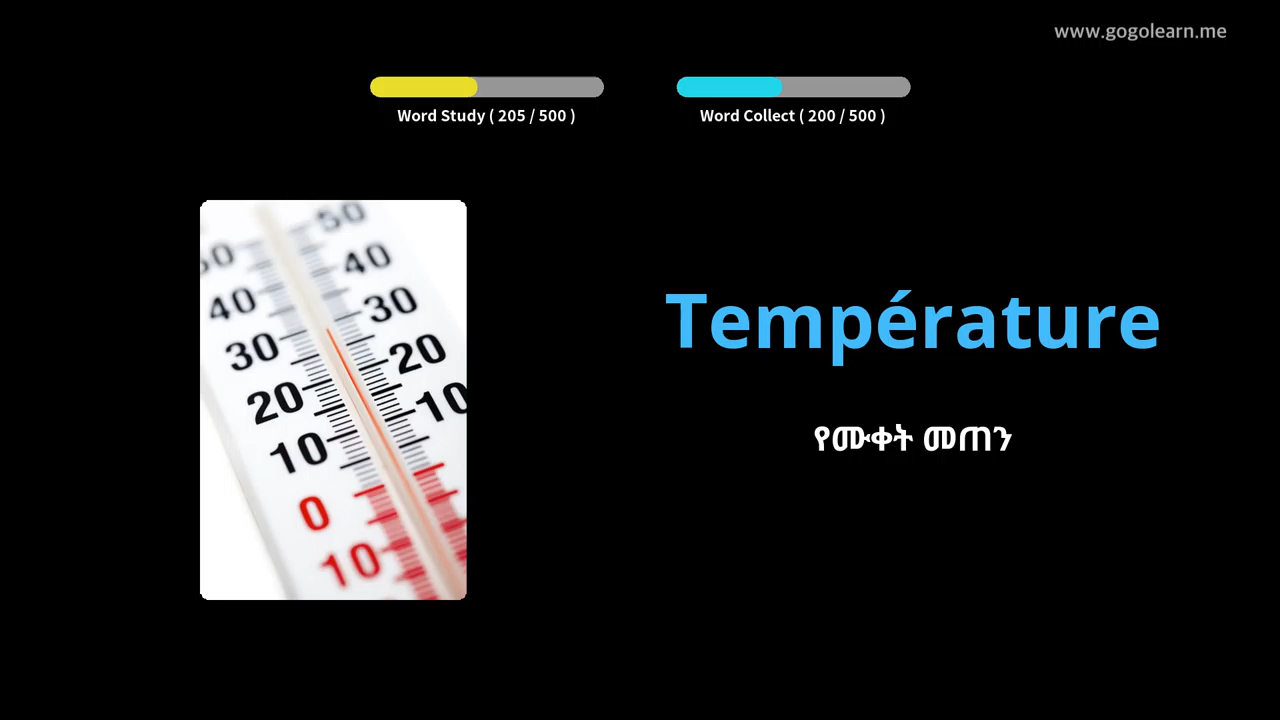 www.gogolearn.me
Word Study ( 205 / 500 )
Word Collect ( 200 / 500 )
50
40
40
30
30
20
20
10
10
0
10
Température
የሙቀት መጠን